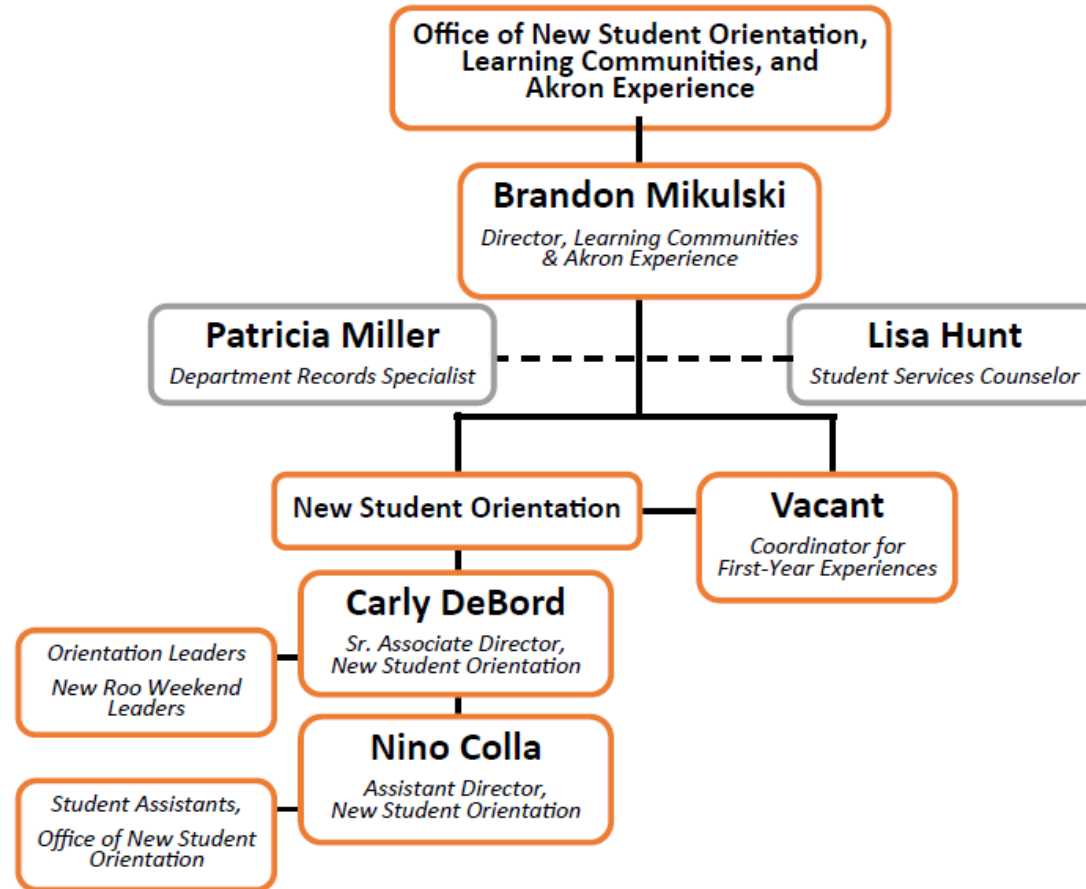 Office of New Student Orientation,
Learning Communities, and
Akron Experience
Brandon Mikulski
Director, Learning Communities
& Akron Experience
Patricia Miller
Department Records Specialist
Lisa Hunt
Student Services Counselor
New Student Orientation
Vacant
Coordinator for
First-Year Experiences
Carly DeBord
Sr. Associate Director,
New Student Orientation
Orientation Leaders
New Roo Weekend
Leaders
Nino Colla
Assistant Director,
New Student Orientation
Student Assistants,
Office of New Student
Orientation